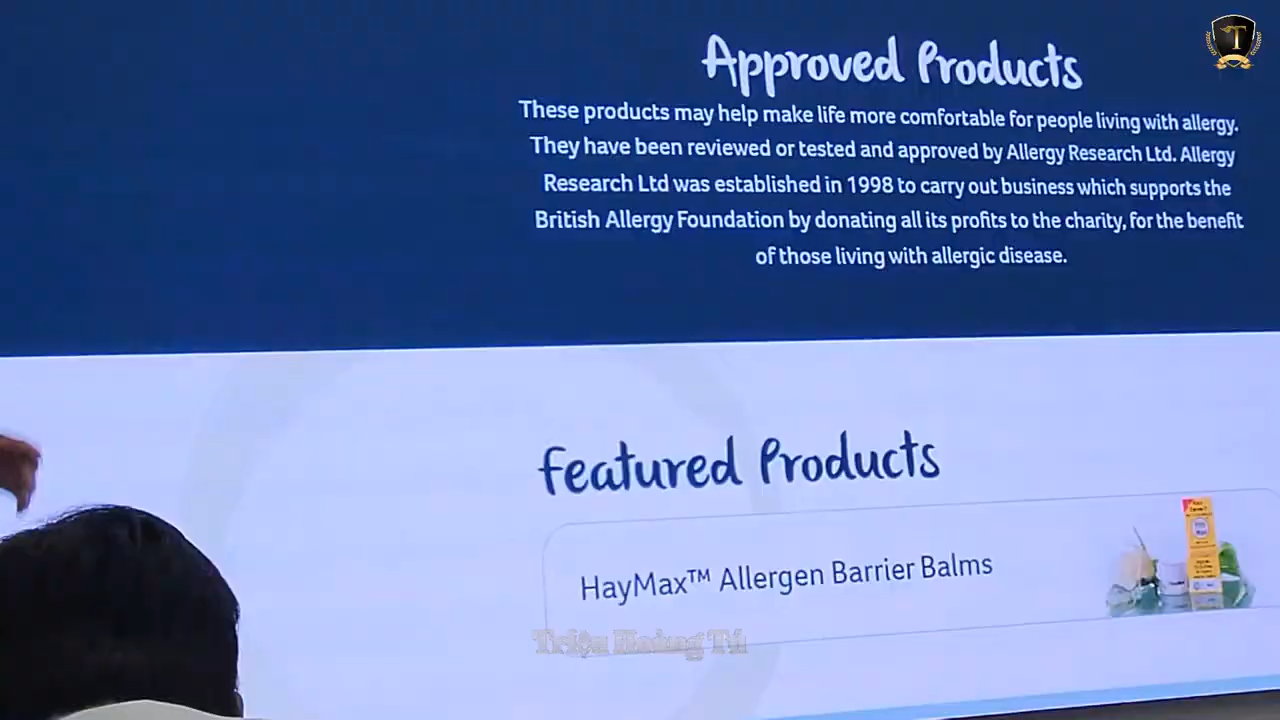 T
Approved Products
These products may help make life more comfortable for people living with allergy.
They have been reviewed or tested and approved by Allergy Research Ltd. Allergy
Research Ltd was established in 1998 to carry out business which supports the
British Allergy Foundation by donating all its profits to the charity, for the benefit
of those living with allergic disease.
Featured Products
HayMax™ Allergen Barrier Balms
Triệu Hoàng Tú